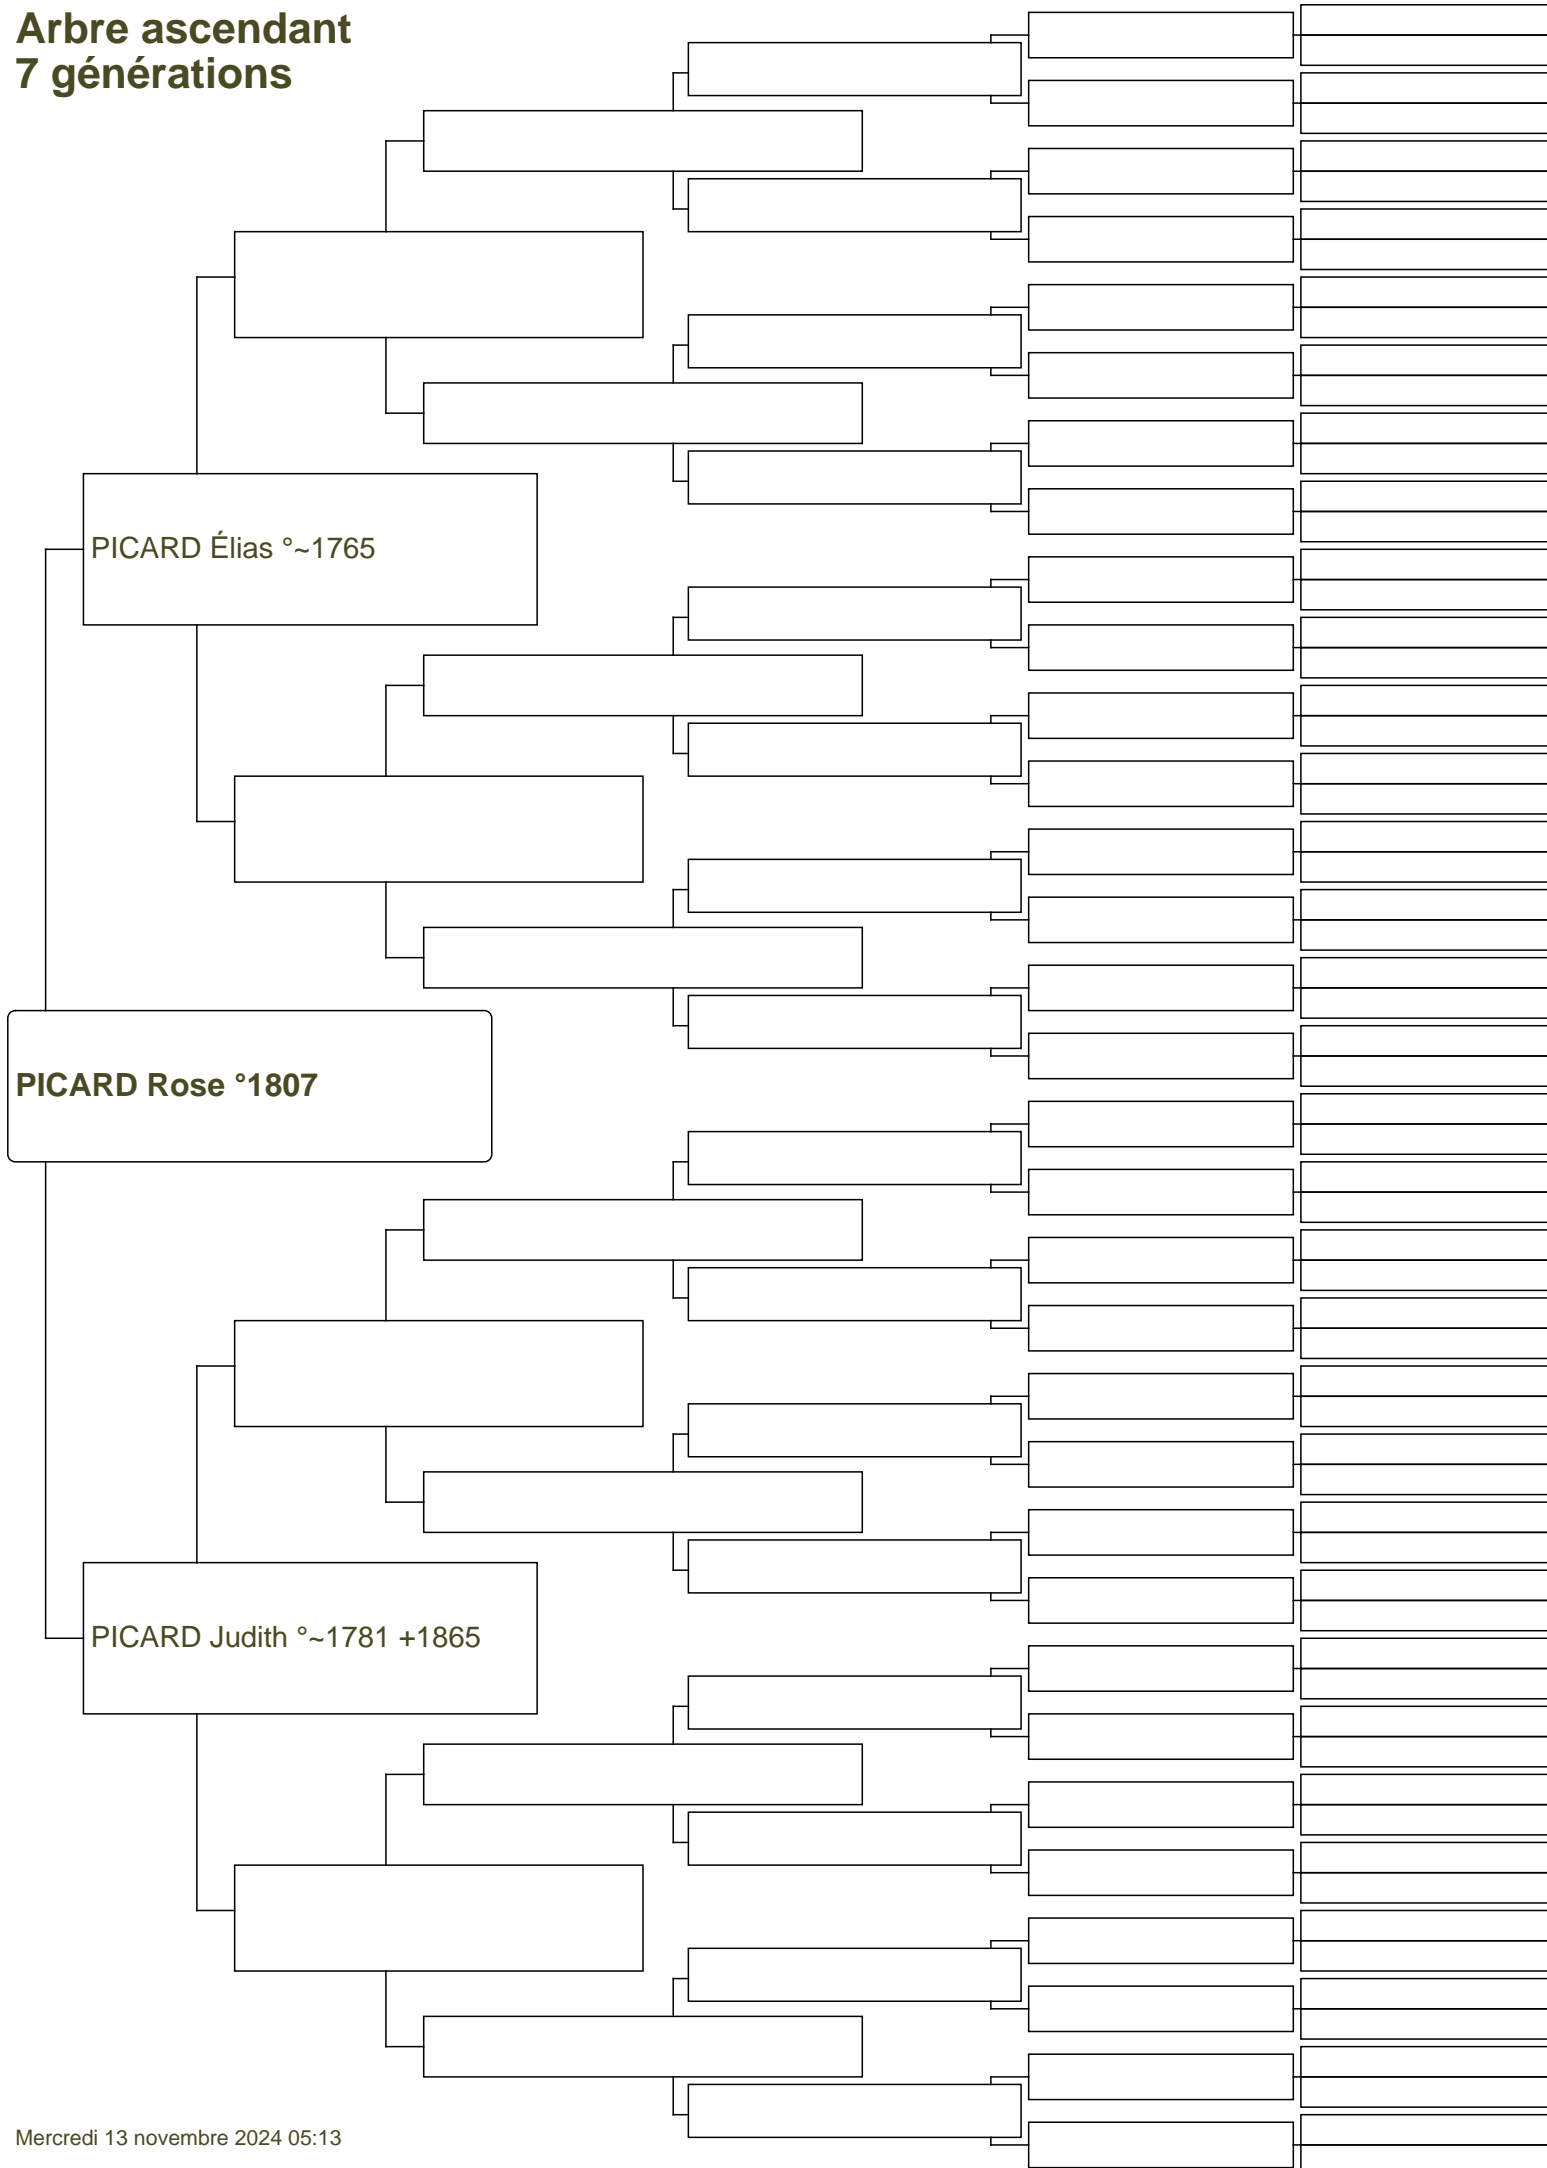 Arbre ascendant
7 générations
PICARD Élias °~1765
PICARD Rose °1807
PICARD Judith °~1781 +1865
Mercredi 13 novembre 2024 05:13